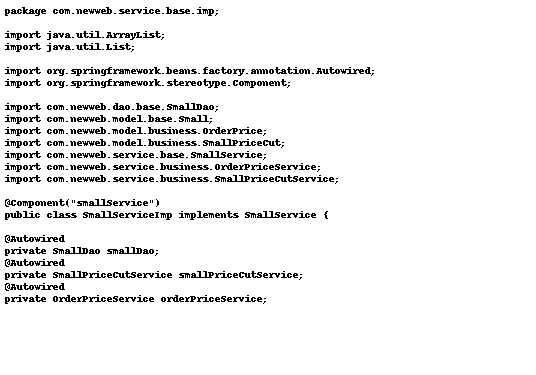 package com.newweb.service.base.imp;
import java.util.ArrayList;
import java.util.List;
import org.springframework.beans.factory.annotation.Autowired;
import org.springframework.stereotype.Component;
import com.newweb.dao.base.SmallDao;
import com.newweb.model.base.Small;
import com.newweb.model.business.OrderPrice;
import com.newweb.model.business.SmallPriceCut;
import com.newweb.service.base.SmallService;
import com.newweb.service.business.OrderPriceService;
import com.newweb.service.business.SmallPriceCutService;
@Component("smallService")
public class SmallServiceImp implements SmallService {
@Autowired
private SmallDao smallDao;
@Autowired
private SmallPriceCutService smallPriceCutService;
@Autowired
private OrderPriceService orderPriceService;